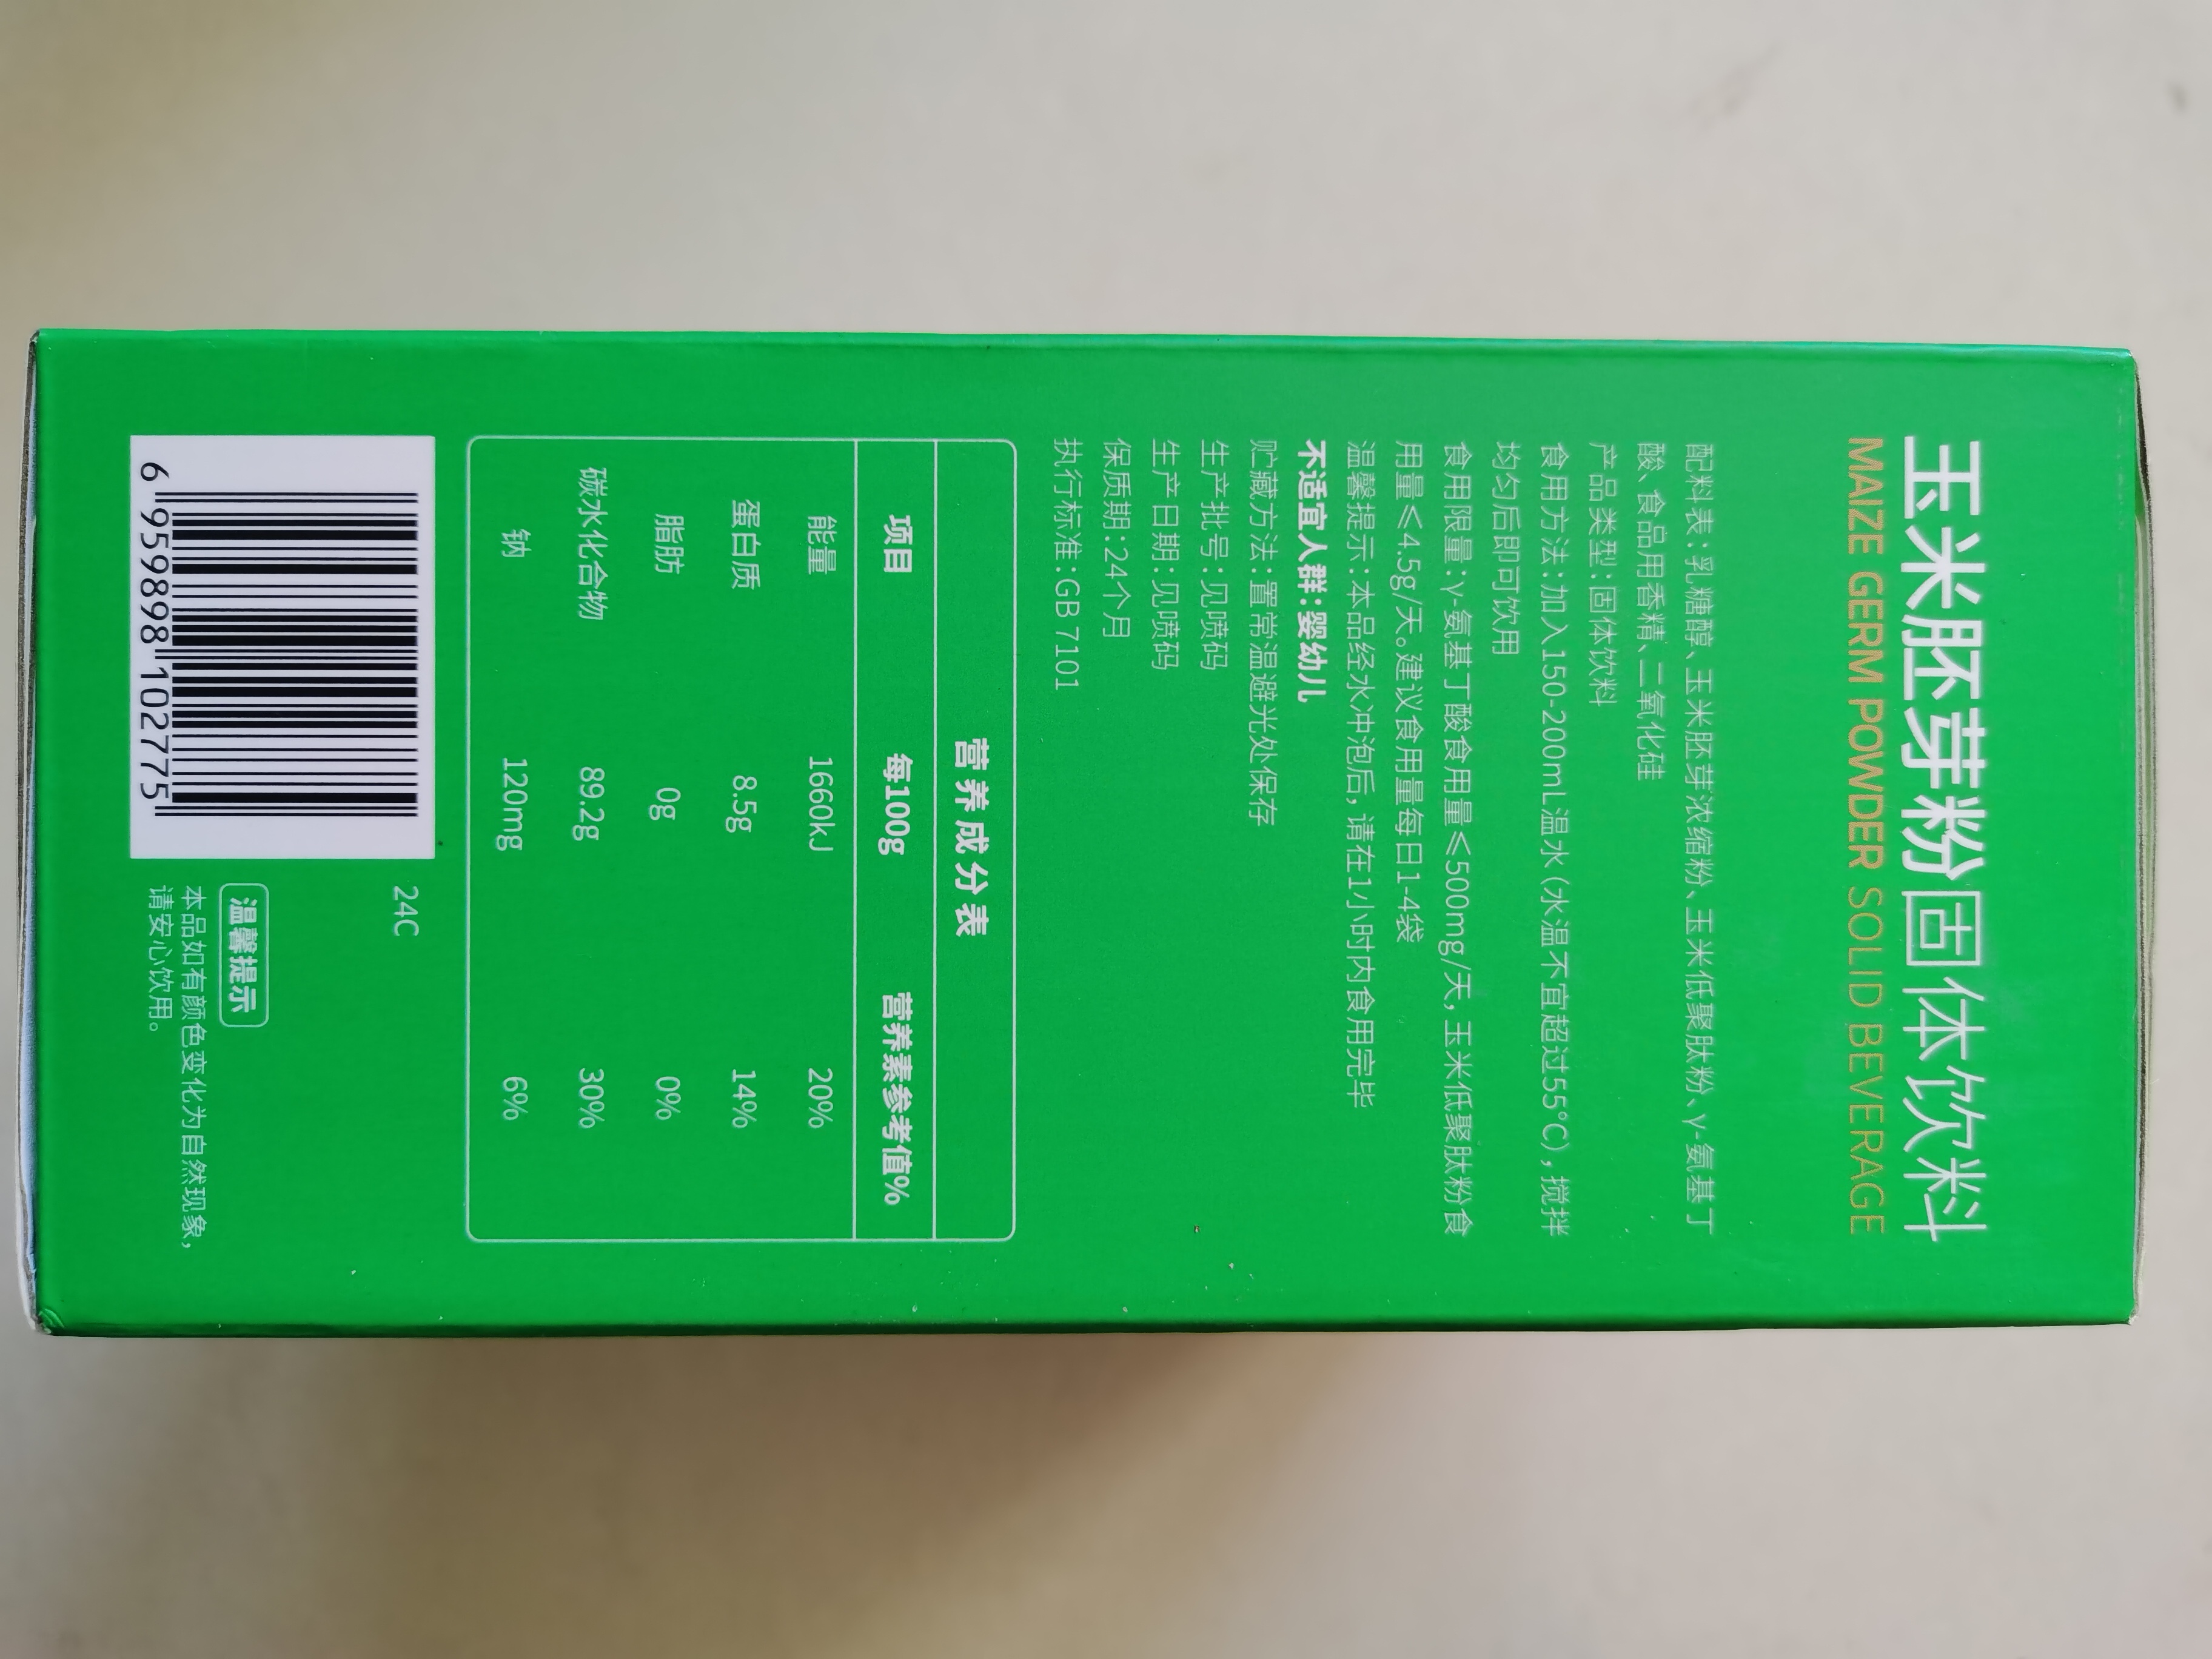 玉米胚芽粉固体饮料
MAIZE GERM POWDER SOLID BEVERAGE
配料表:乳糖醇、玉米胚芽浓缩粉、玉米低聚肽粉、γ-氨基丁
酸、食品用香精、二氧化硅
产品类型:固体饮料
食用方法:加入150-200mL温水(水温不宜超过55°C),搅拌
均匀后即可饮用
食用限量:γ-氨基丁酸食用量≤500mg/天,玉米低聚肽粉食
用量≤4.5g/天。建议食用量每日1-4袋
温馨提示:本品经水冲泡后,请在1小时内食用完毕
不适宜人群:婴幼儿
贮藏方法:置常温避光处保存
生产批号:见喷码
生产日期:见喷码
保质期:24个月
执行标准:GB 7101
营养成分表
项目 每100g 营养素参考值%
能量 1660kJ 20%
蛋白质 8.5g 14%
脂肪 0g 0%
碳水化合物 89.2g 30%
钠 120mg 6%
24C
6 959898 102775
温馨提示
本品如有颜色变化为自然现象,
请安心饮用。